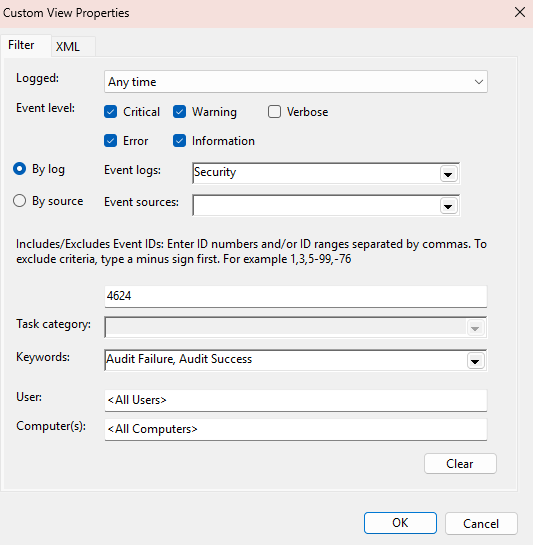 Custom View Properties
Filter
XML
Logged:
Any time
Event level:
Critical
Warning
Verbose
Error
Information
By log
Event logs:
Security
By source
Event sources:
Includes/Excludes Event IDs: Enter ID numbers and/or ID ranges separated by commas. To
exclude criteria, type a minus sign first. For example 1,3,5-99,-76
4624
Task category:
Keywords:
Audit Failure, Audit Success
User:
<All Users>
Computer(s):
<All Computers>
Clear
OK
Cancel